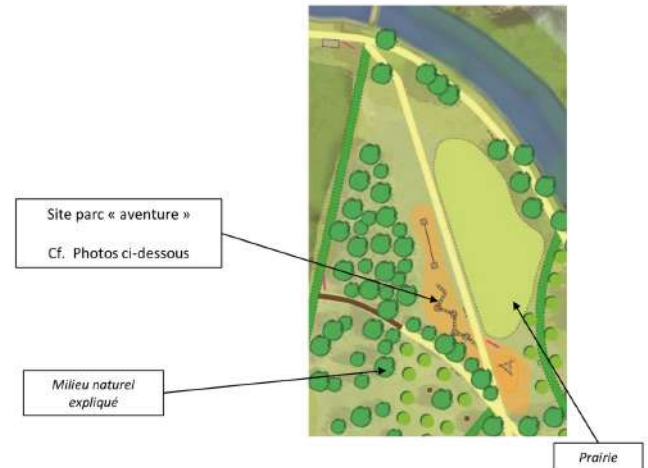 Site parc « aventure »
Cf. Photos ci-dessous
Milieu naturel
expliqué
Prairie